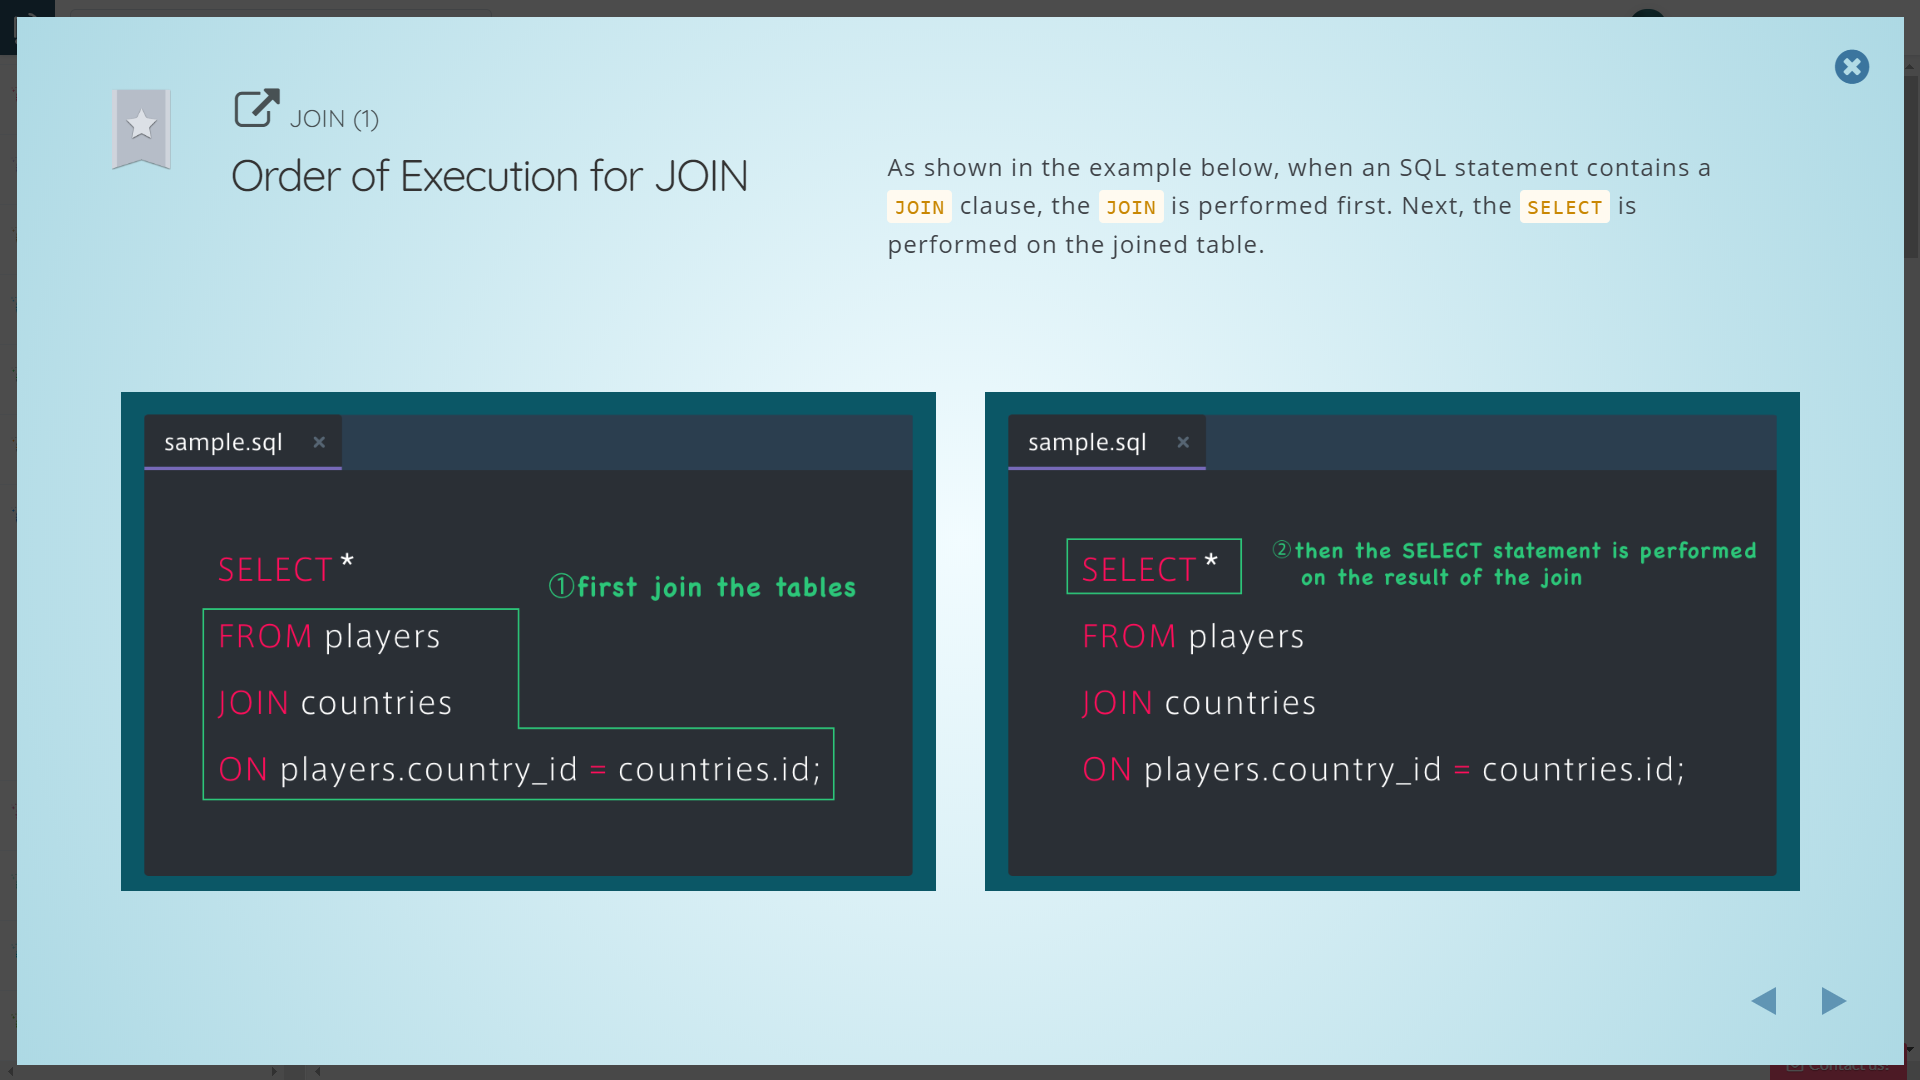 JOIN (1)
Order of Execution for JOIN
As shown in the example below, when an SQL statement contains a
JOIN clause, the JOIN is performed first. Next, the SELECT is
performed on the joined table.
sample.sql ×
SELECT *
①first join the tables
FROM players
JOIN countries
ON players.country_id = countries.id;
sample.sql ×
SELECT *
②then the SELECT statement is performed
on the result of the join
FROM players
JOIN countries
ON players.country_id = countries.id;
Contact us!